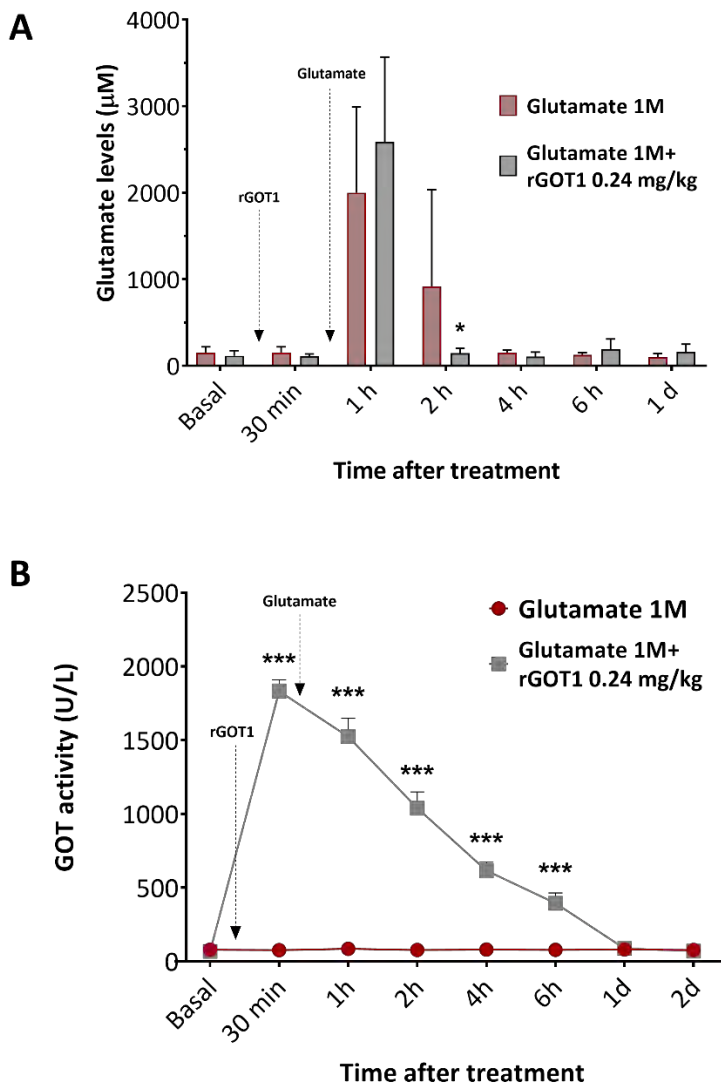 A
4000
3000
2000
1000
0
Glutamate levels (μM)
rGOT1
Glutamate
Glutamate 1M
Glutamate 1M+
rGOT1 0.24 mg/kg
*
Basal
30 min
1 h
2 h
4 h
6 h
1 d
Time after treatment
B
2500
2000
1500
1000
500
0
GOT activity (U/L)
rGOT1
Glutamate
***
***
***
***
***
Glutamate 1M
Glutamate 1M+
rGOT1 0.24 mg/kg
Basal
30 min
1h
2h
4h
6h
1d
2d
Time after treatment